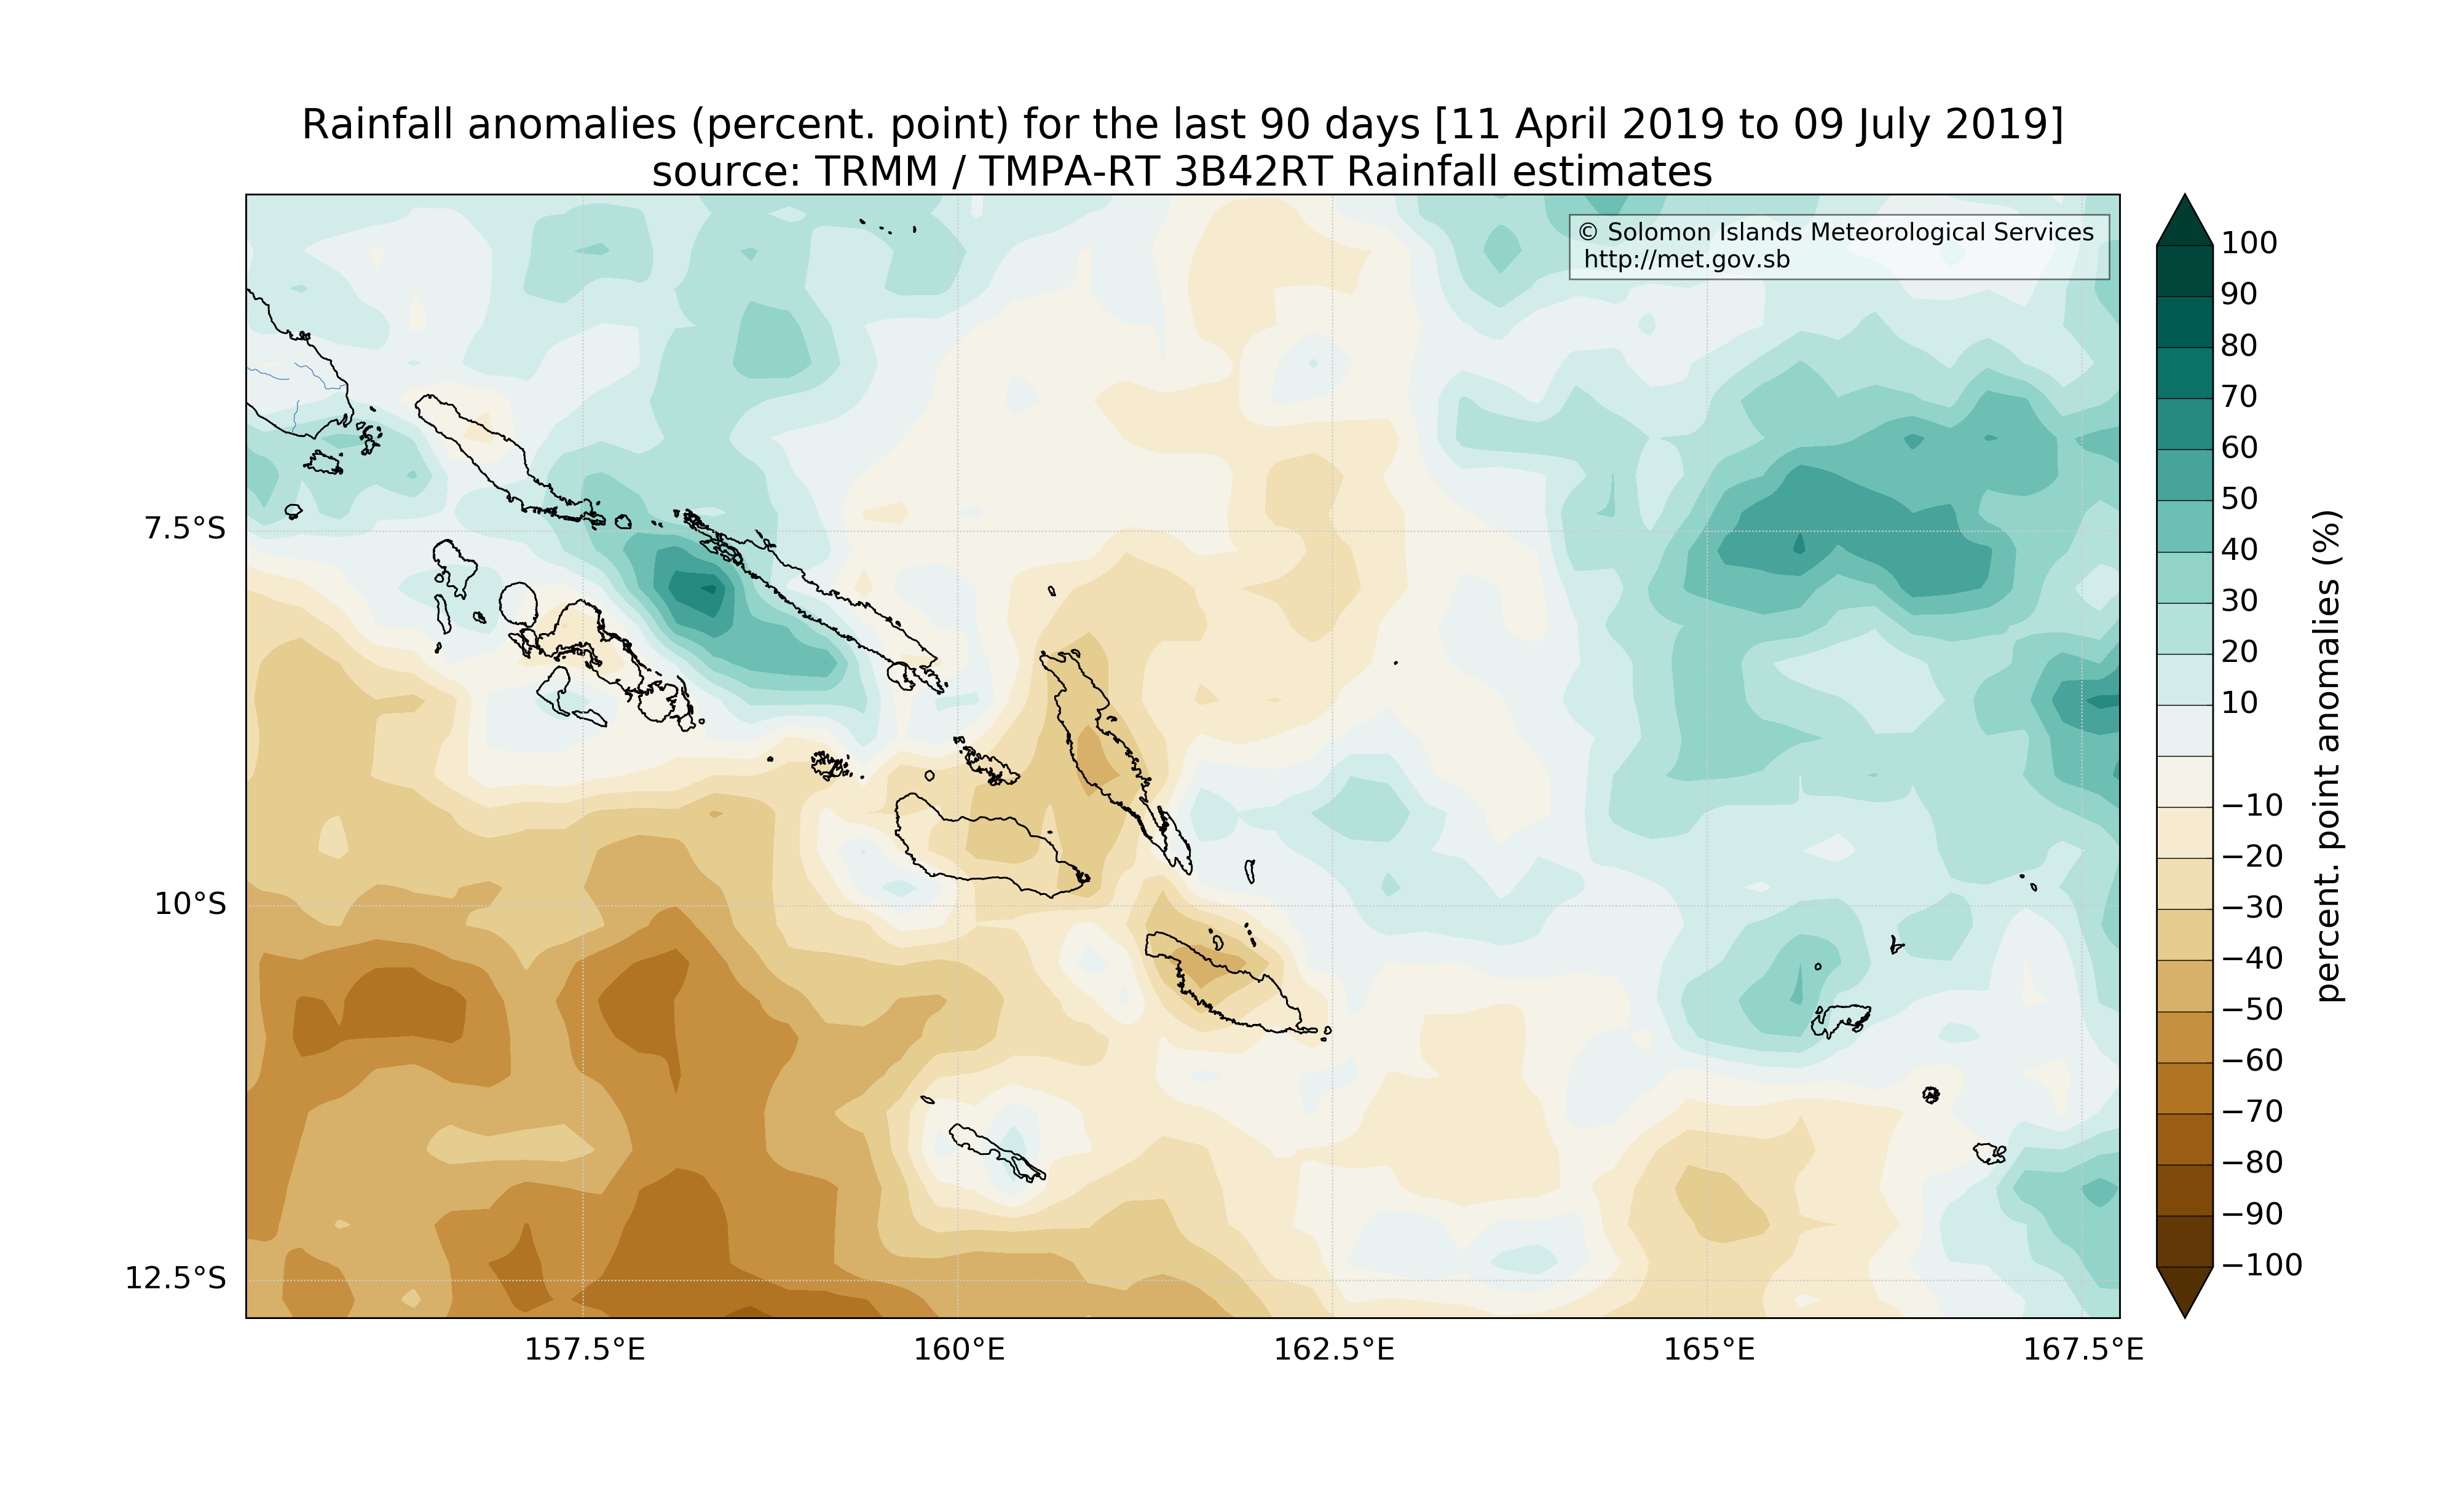 Rainfall anomalies (percent. point) for the last 90 days [11 April 2019 to 09 July 2019]
source: TRMM / TMPA-RT 3B42RT Rainfall estimates
© Solomon Islands Meteorological Services
http://met.gov.sb
7.5°S
10°S
12.5°S
157.5°E
160°E
162.5°E
165°E
167.5°E
100
90
80
70
60
50
40
30
20
10
−10
−20
−30
−40
−50
−60
−70
−80
−90
−100
percent. point anomalies (%)